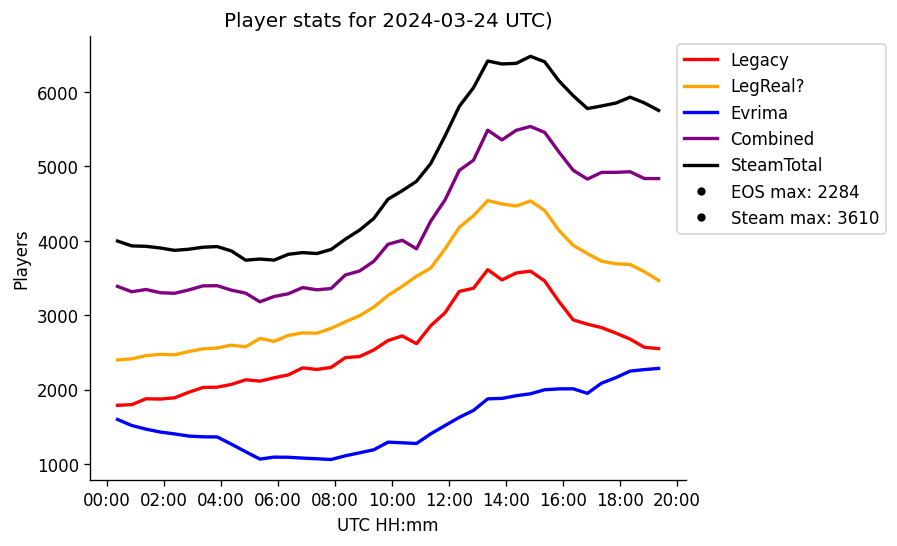 Player stats for 2024-03-24 UTC)
Players
6000
5000
4000
3000
2000
1000
00:00 02:00 04:00 06:00 08:00 10:00 12:00 14:00 16:00 18:00 20:00
UTC HH:mm
Legacy
LegReal?
Evrima
Combined
SteamTotal
EOS max: 2284
Steam max: 3610